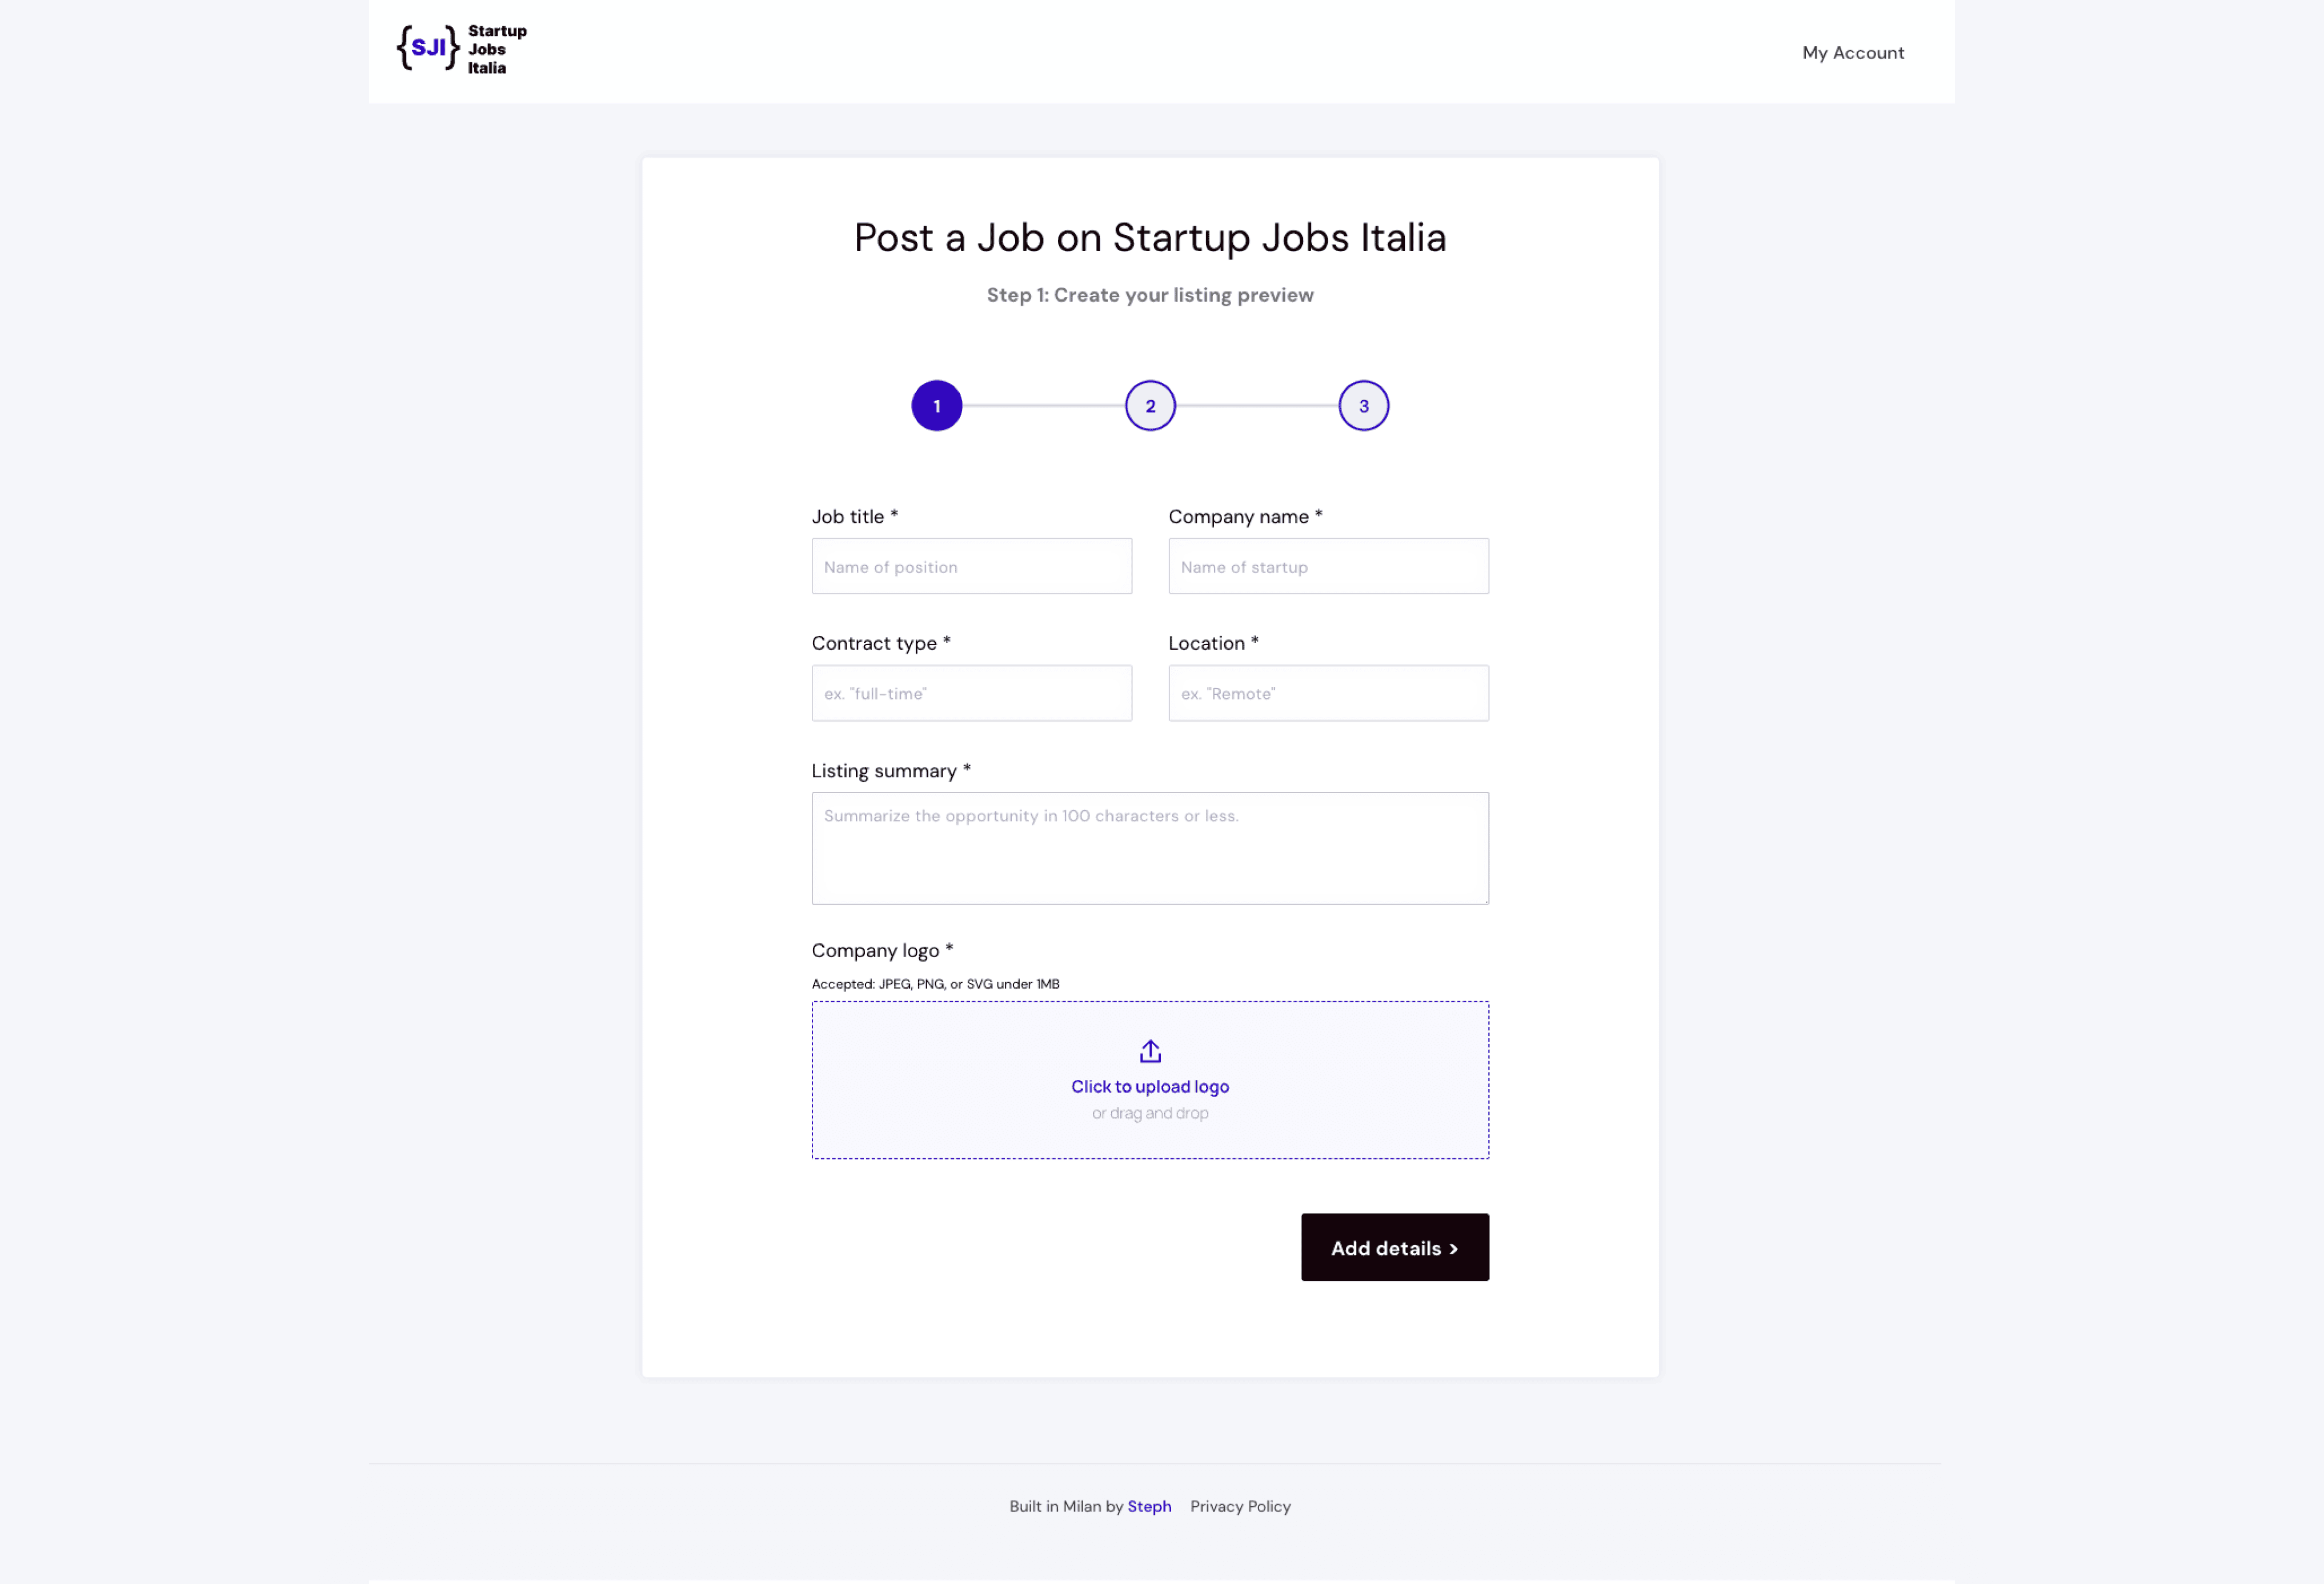 {SJI} Startup
Jobs
Italia
My Account
Post a Job on Startup Jobs Italia
Step 1: Create your listing preview
1 2 3
Job title * Company name *
Name of position Name of startup
Contract type * Location *
ex. "full-time" ex. "Remote"
Listing summary *
Summarize the opportunity in 100 characters or less.
Company logo *
Accepted: JPEG, PNG, or SVG under 1MB
Click to upload logo
or drag and drop
Add details >
Built in Milan by Steph Privacy Policy